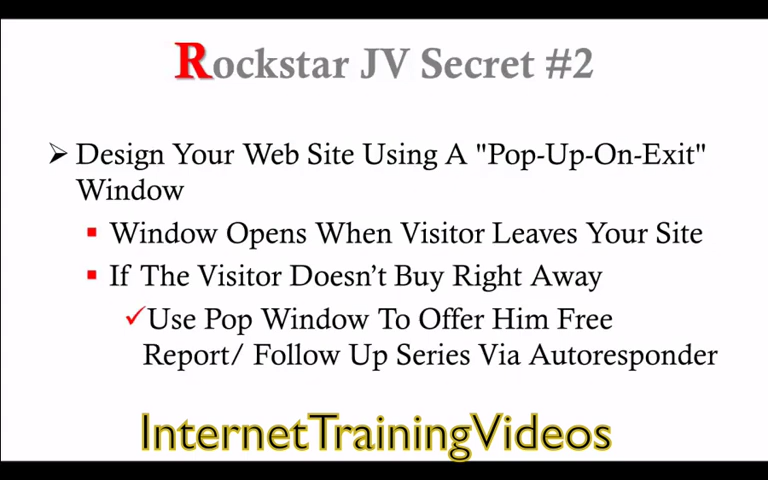 Rockstar JV Secret #2
Design Your Web Site Using A "Pop-Up-On-Exit"
Window
Window Opens When Visitor Leaves Your Site
If The Visitor Doesn't Buy Right Away
Use Pop Window To Offer Him Free
Report/ Follow Up Series Via Autoresponder
InternetTrainingVideos